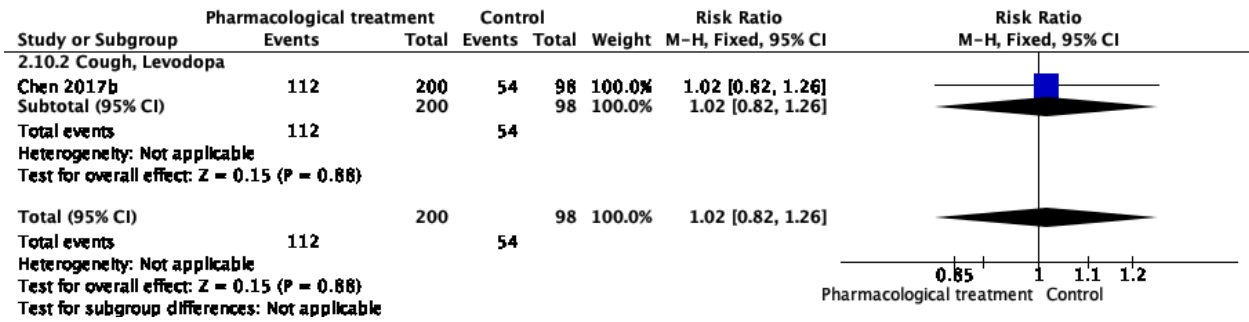 Pharmacological treatment Control Risk Ratio Risk Ratio
Study or Subgroup Events Total Events Total Weight M-H, Fixed, 95% CI M-H, Fixed, 95% CI
2.10.2 Cough, Levodopa
Chen 2017b 112 200 54 98 100.0% 1.02 [0.82, 1.26]
Subtotal (95% CI) 200 98 100.0% 1.02 [0.82, 1.26]
Total events 112 54
Heterogeneity: Not applicable
Test for overall effect: Z = 0.15 (P = 0.88)
Total (95% CI) 200 98 100.0% 1.02 [0.82, 1.26]
Total events 112 54
Heterogeneity: Not applicable
Test for overall effect: Z = 0.15 (P = 0.88)
Test for subgroup differences: Not applicable
0.85 1 1.1 1.2
Pharmacological treatment Control